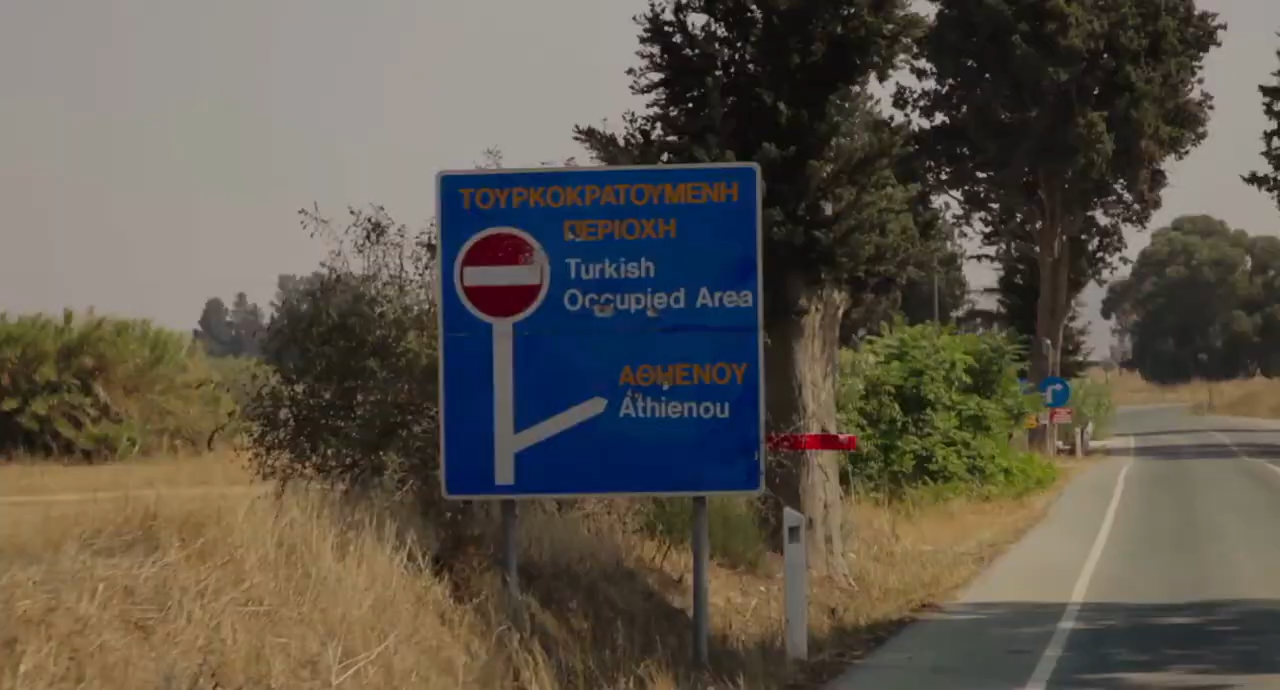 ΤΟΥΡΚΟΚΡΑΤΟΥΜΕΝΗ
ΠΕΡΙΟΧΗ
Turkish
Occupied Area
ΑΘΗΕΝΟΥ
Athienou